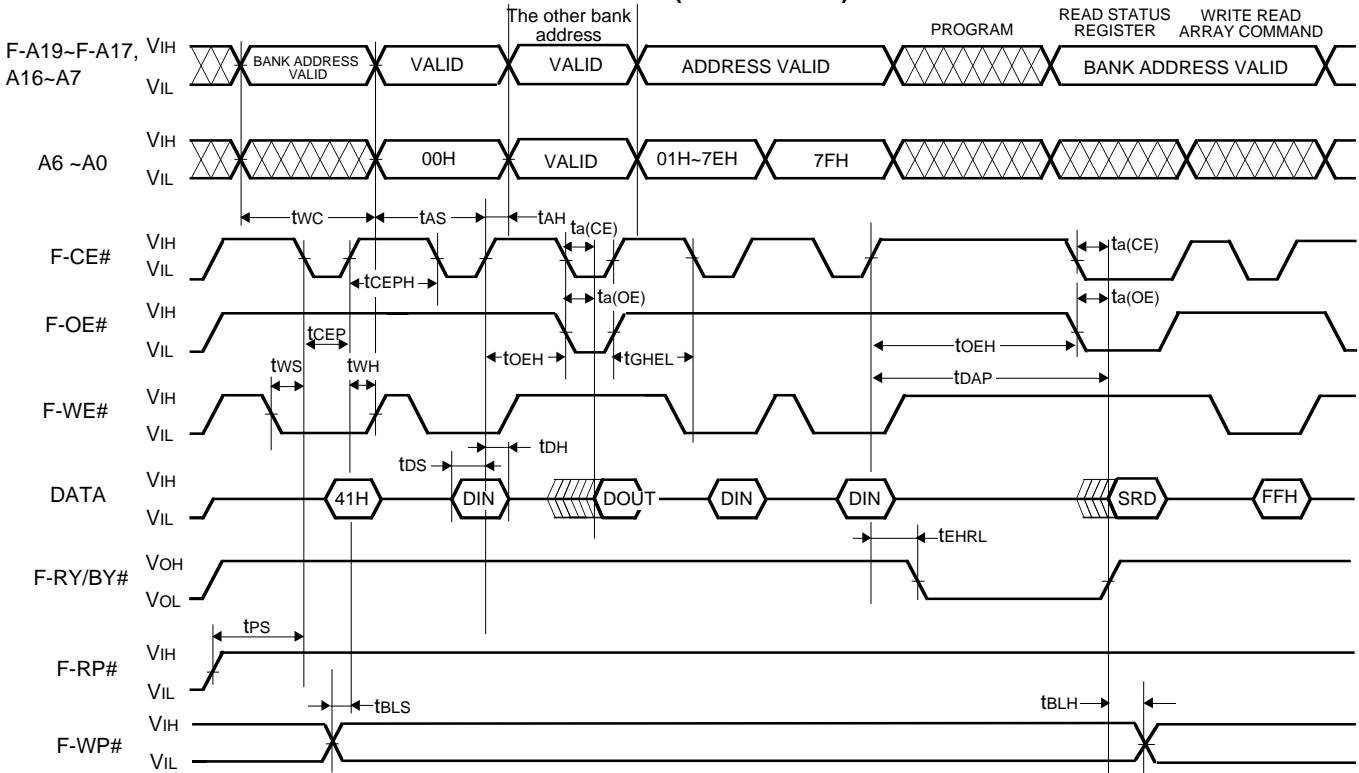 The other bank
address
PROGRAM
READ STATUS
REGISTER
WRITE READ
ARRAY COMMAND
F-A19~F-A17,
A16~A7
VIH
VIL
BANK ADDRESS
VALID
VALID
VALID
ADDRESS VALID
BANK ADDRESS VALID
A6 ~A0
VIH
VIL
00H
VALID
01H~7EH
7FH
tWC
tAS
tAH
F-CE#
VIH
VIL
ta(CE)
ta(CE)
tCEPH
F-OE#
VIH
VIL
ta(OE)
ta(OE)
tCEP
tOEH
tGHEL
tOEH
tWS
tWH
tDAP
F-WE#
VIH
VIL
tDS
tDH
DATA
VIH
VIL
41H
DIN
DOUT
DIN
DIN
SRD
FFH
tEHRL
F-RY/BY#
VOH
VOL
tPS
F-RP#
VIH
VIL
tBLS
tBLH
F-WP#
VIH
VIL